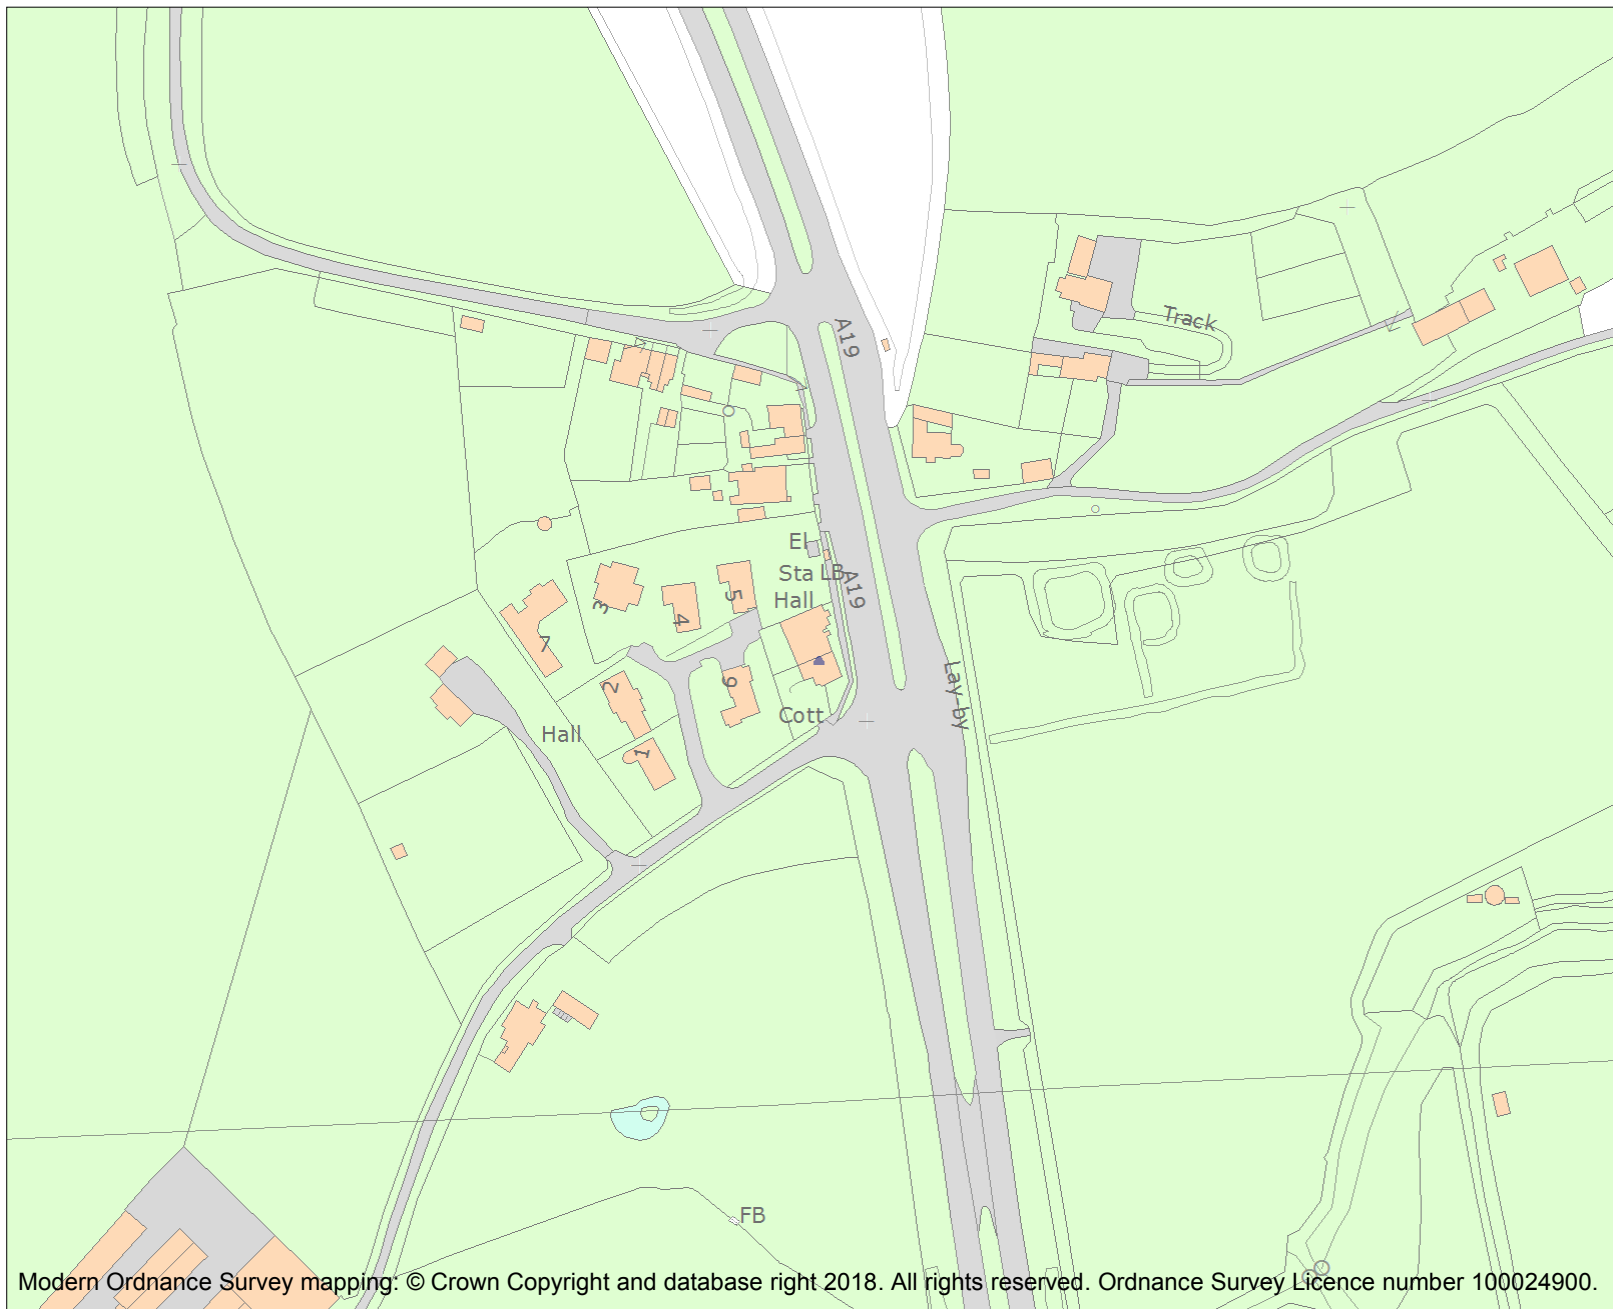 A19
Track
El
Sta LB
A19
Hall
3
4
5
7
2
6
Lay-by
Cott
Hall
1
FB
Modern Ordnance Survey mapping: © Crown Copyright and database right 2018. All rights reserved. Ordnance Survey Licence number 100024900.